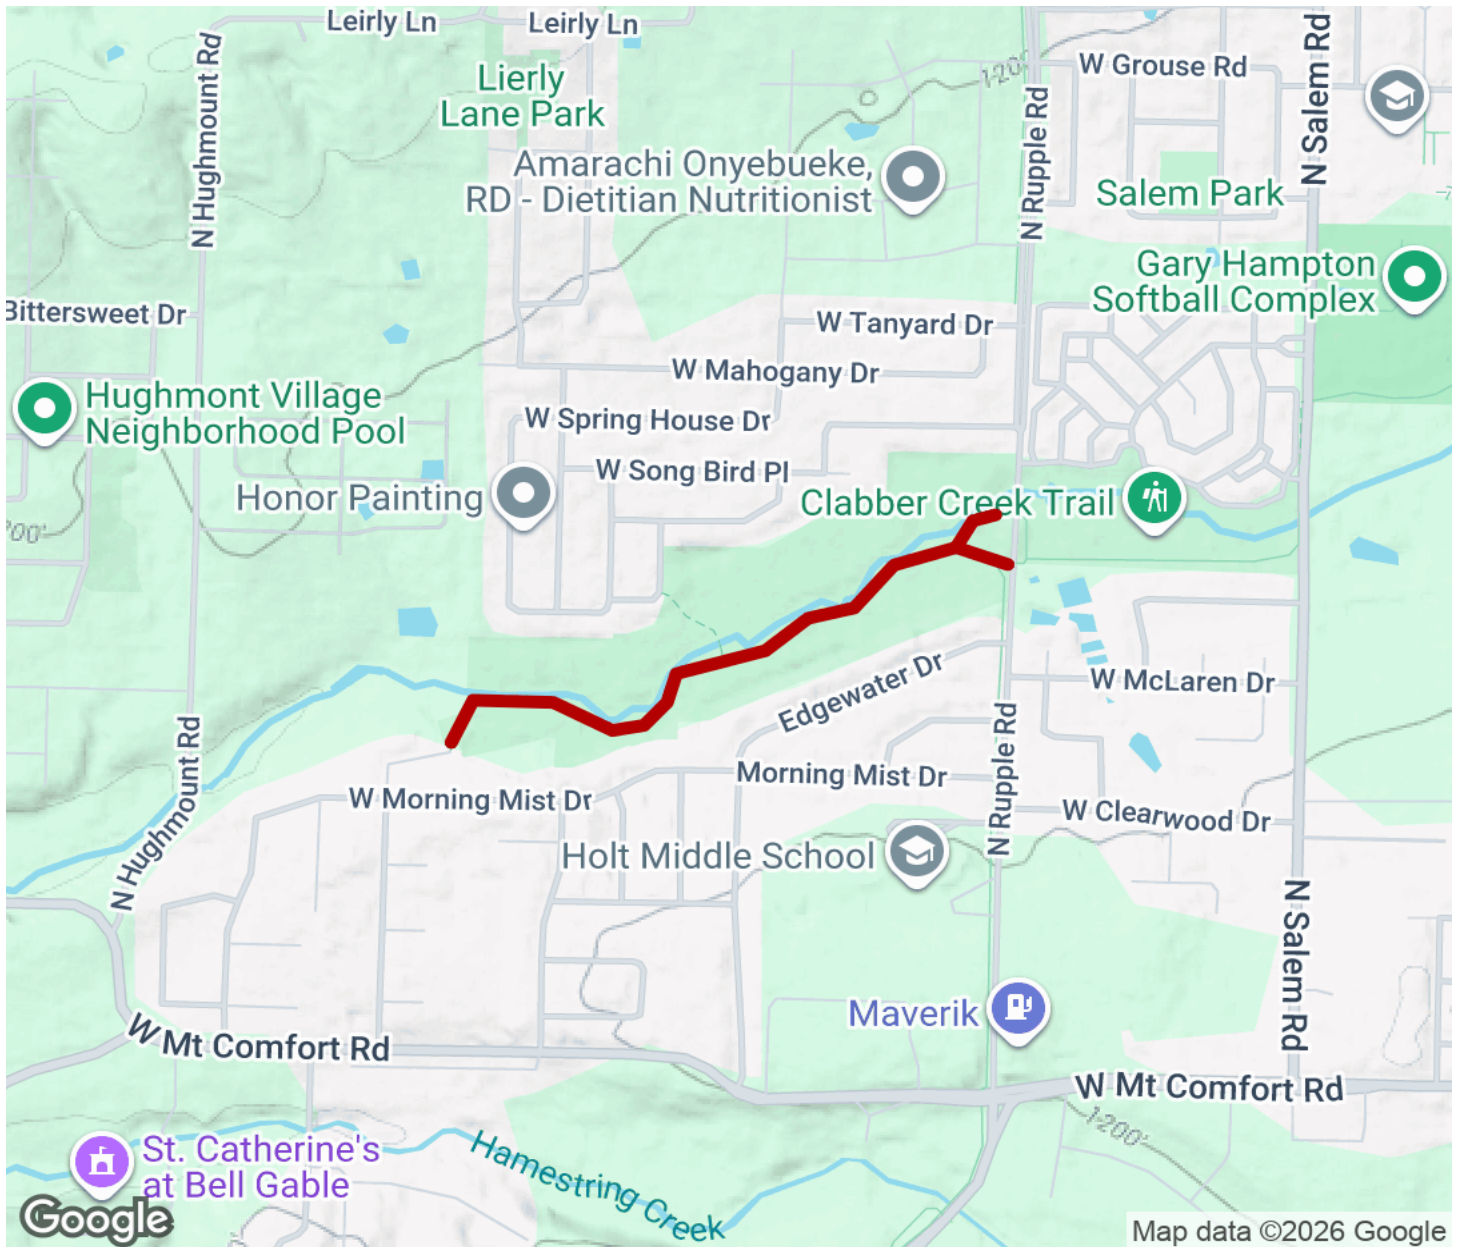 Leirly Ln
Leirly Ln
N Hughmount Rd
Lierly
Lane Park
1200
W Grouse Rd
N Salem Rd
N Rupple Rd
Amarachi Onyebueke,
RD - Dietitian Nutritionist
Salem Park
Gary Hampton
Softball Complex
Bittersweet Dr
W Tanyard Dr
W Mahogany Dr
Hughmont Village
Neighborhood Pool
W Spring House Dr
W Song Bird Pl
Honor Painting
Clabber Creek Trail
200'
Edgewater Dr
W McLaren Dr
N Hughmount Rd
N Rupple Rd
W Morning Mist Dr
Morning Mist Dr
W Clearwood Dr
Holt Middle School
N Salem Rd
Maverik
W Mt Comfort Rd
W Mt Comfort Rd
1200'
St. Catherine's
at Bell Gable
Hamestring Creek
Google
Map data ©2026 Google